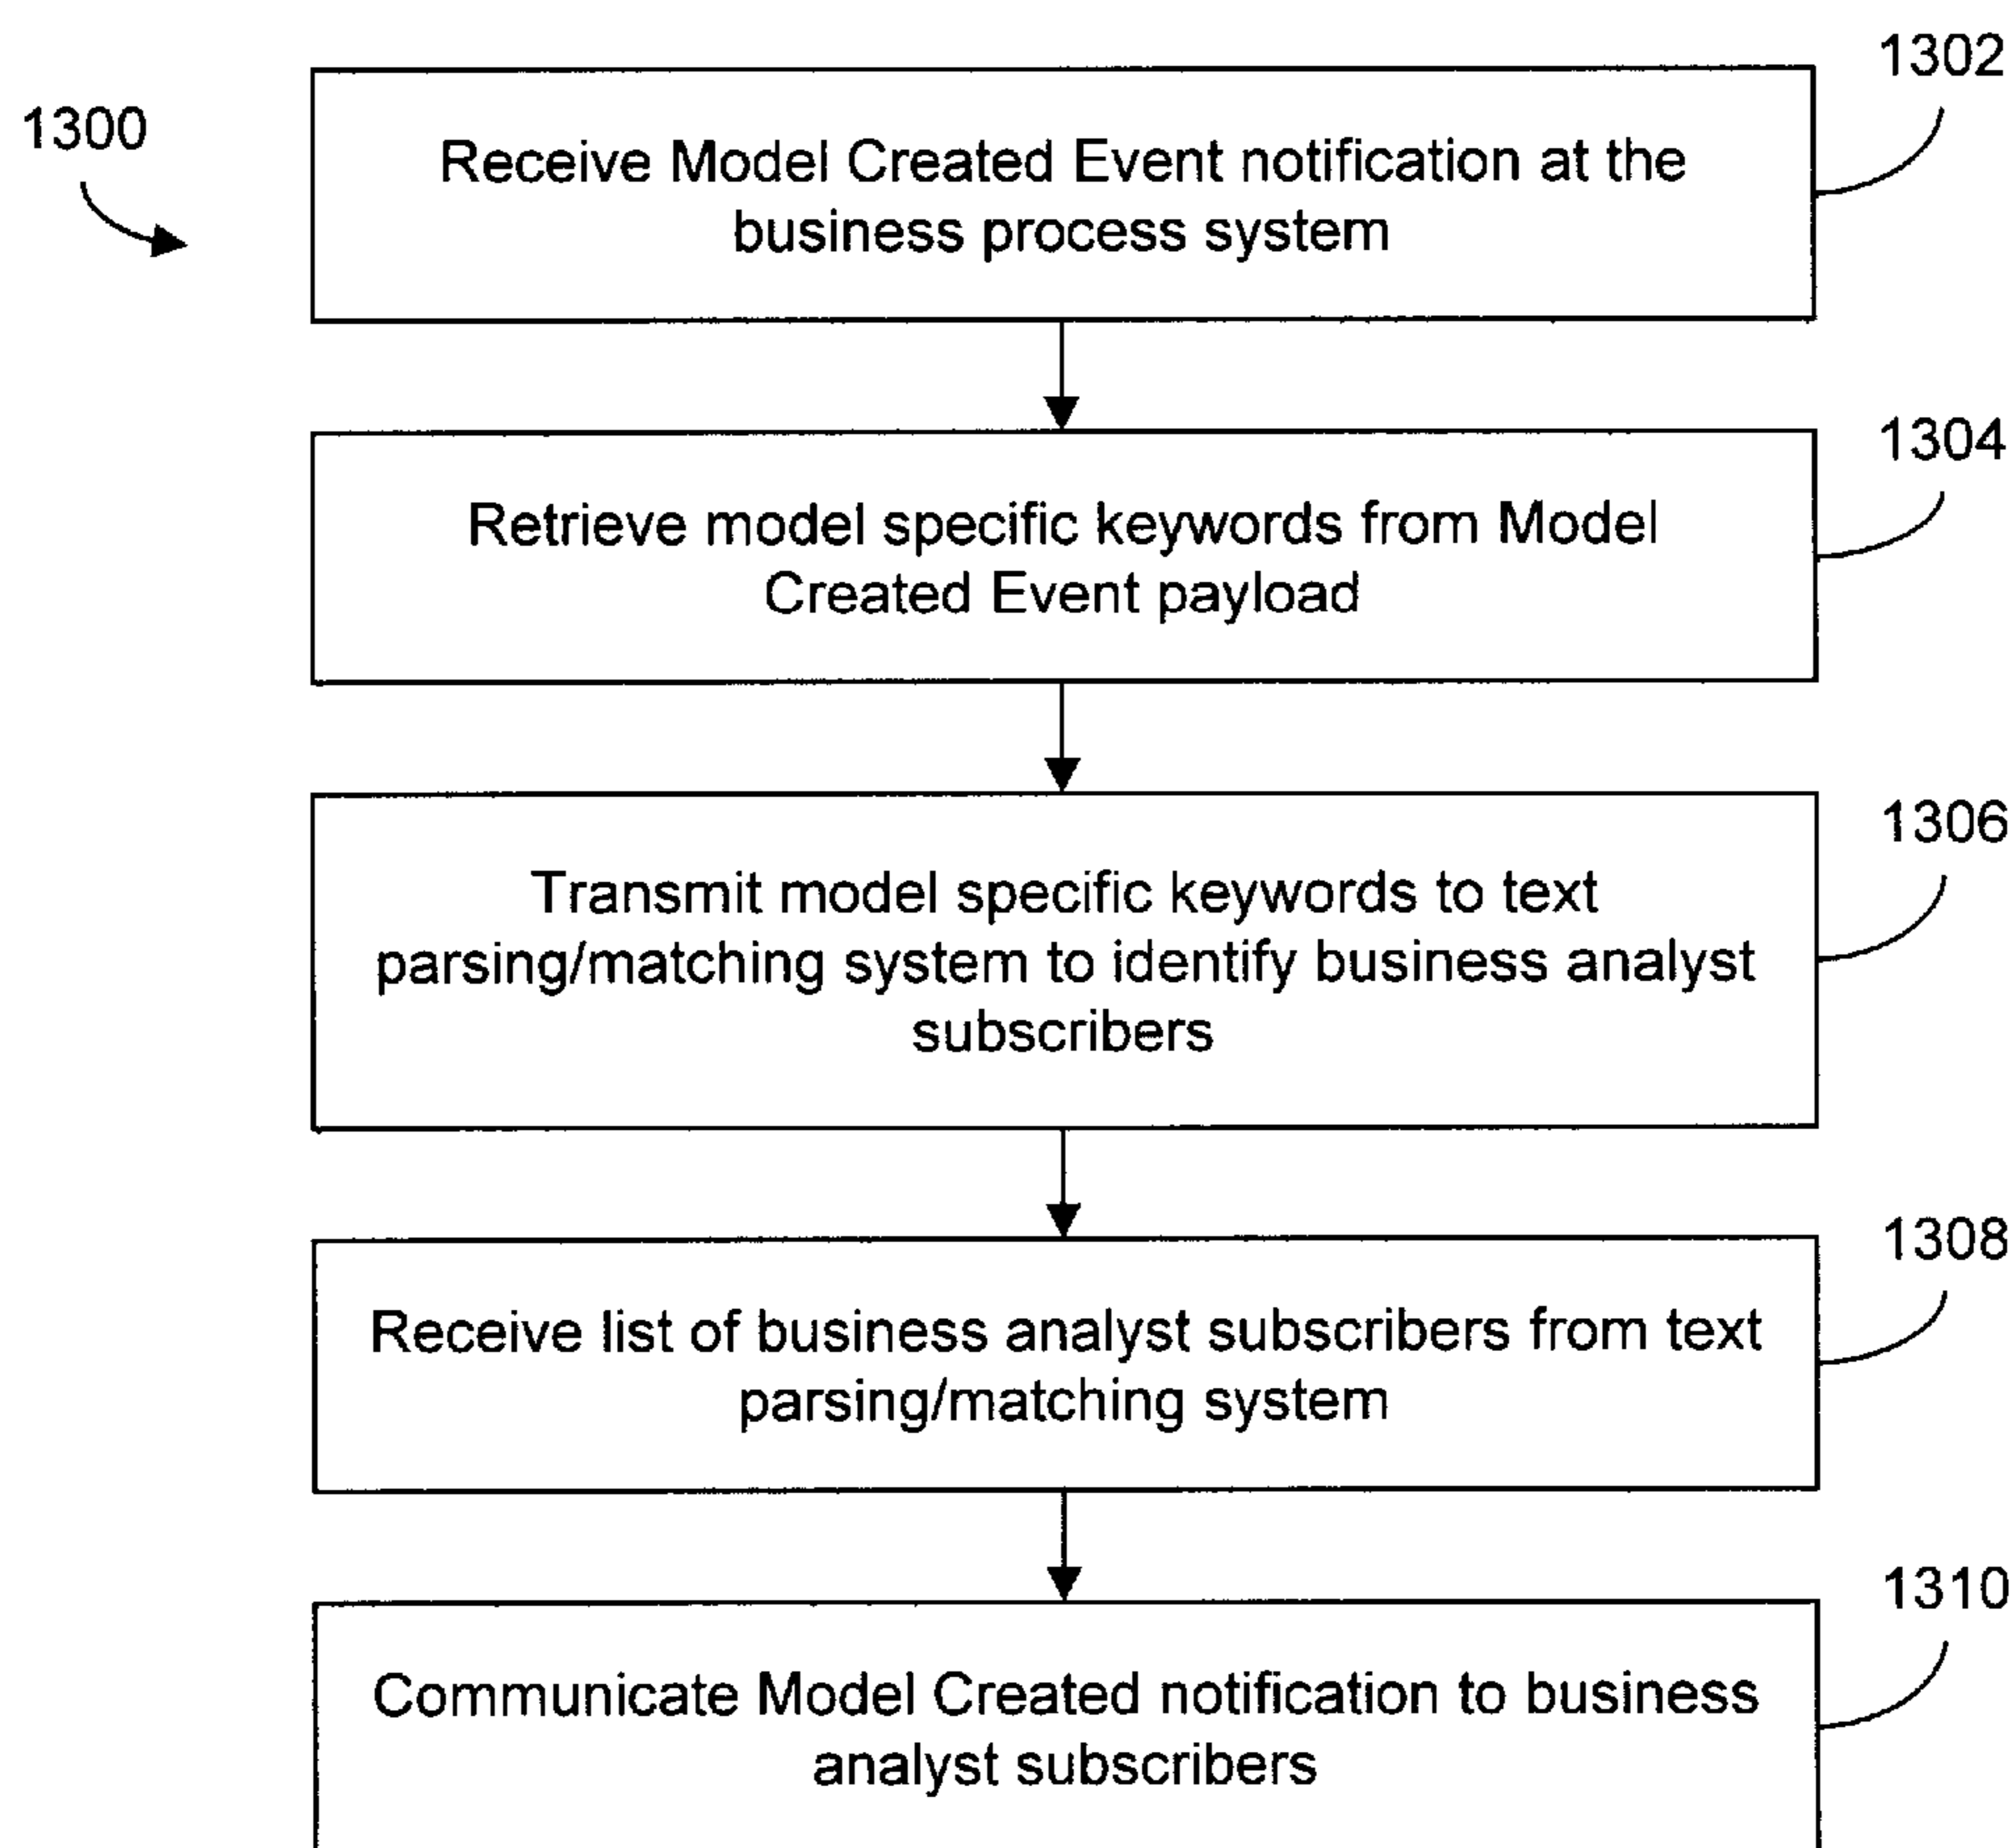 1300
1302
Receive Model Created Event notification at the
business process system
1304
Retrieve model specific keywords from Model
Created Event payload
1306
Transmit model specific keywords to text
parsing/matching system to identify business analyst
subscribers
1308
Receive list of business analyst subscribers from text
parsing/matching system
1310
Communicate Model Created notification to business
analyst subscribers